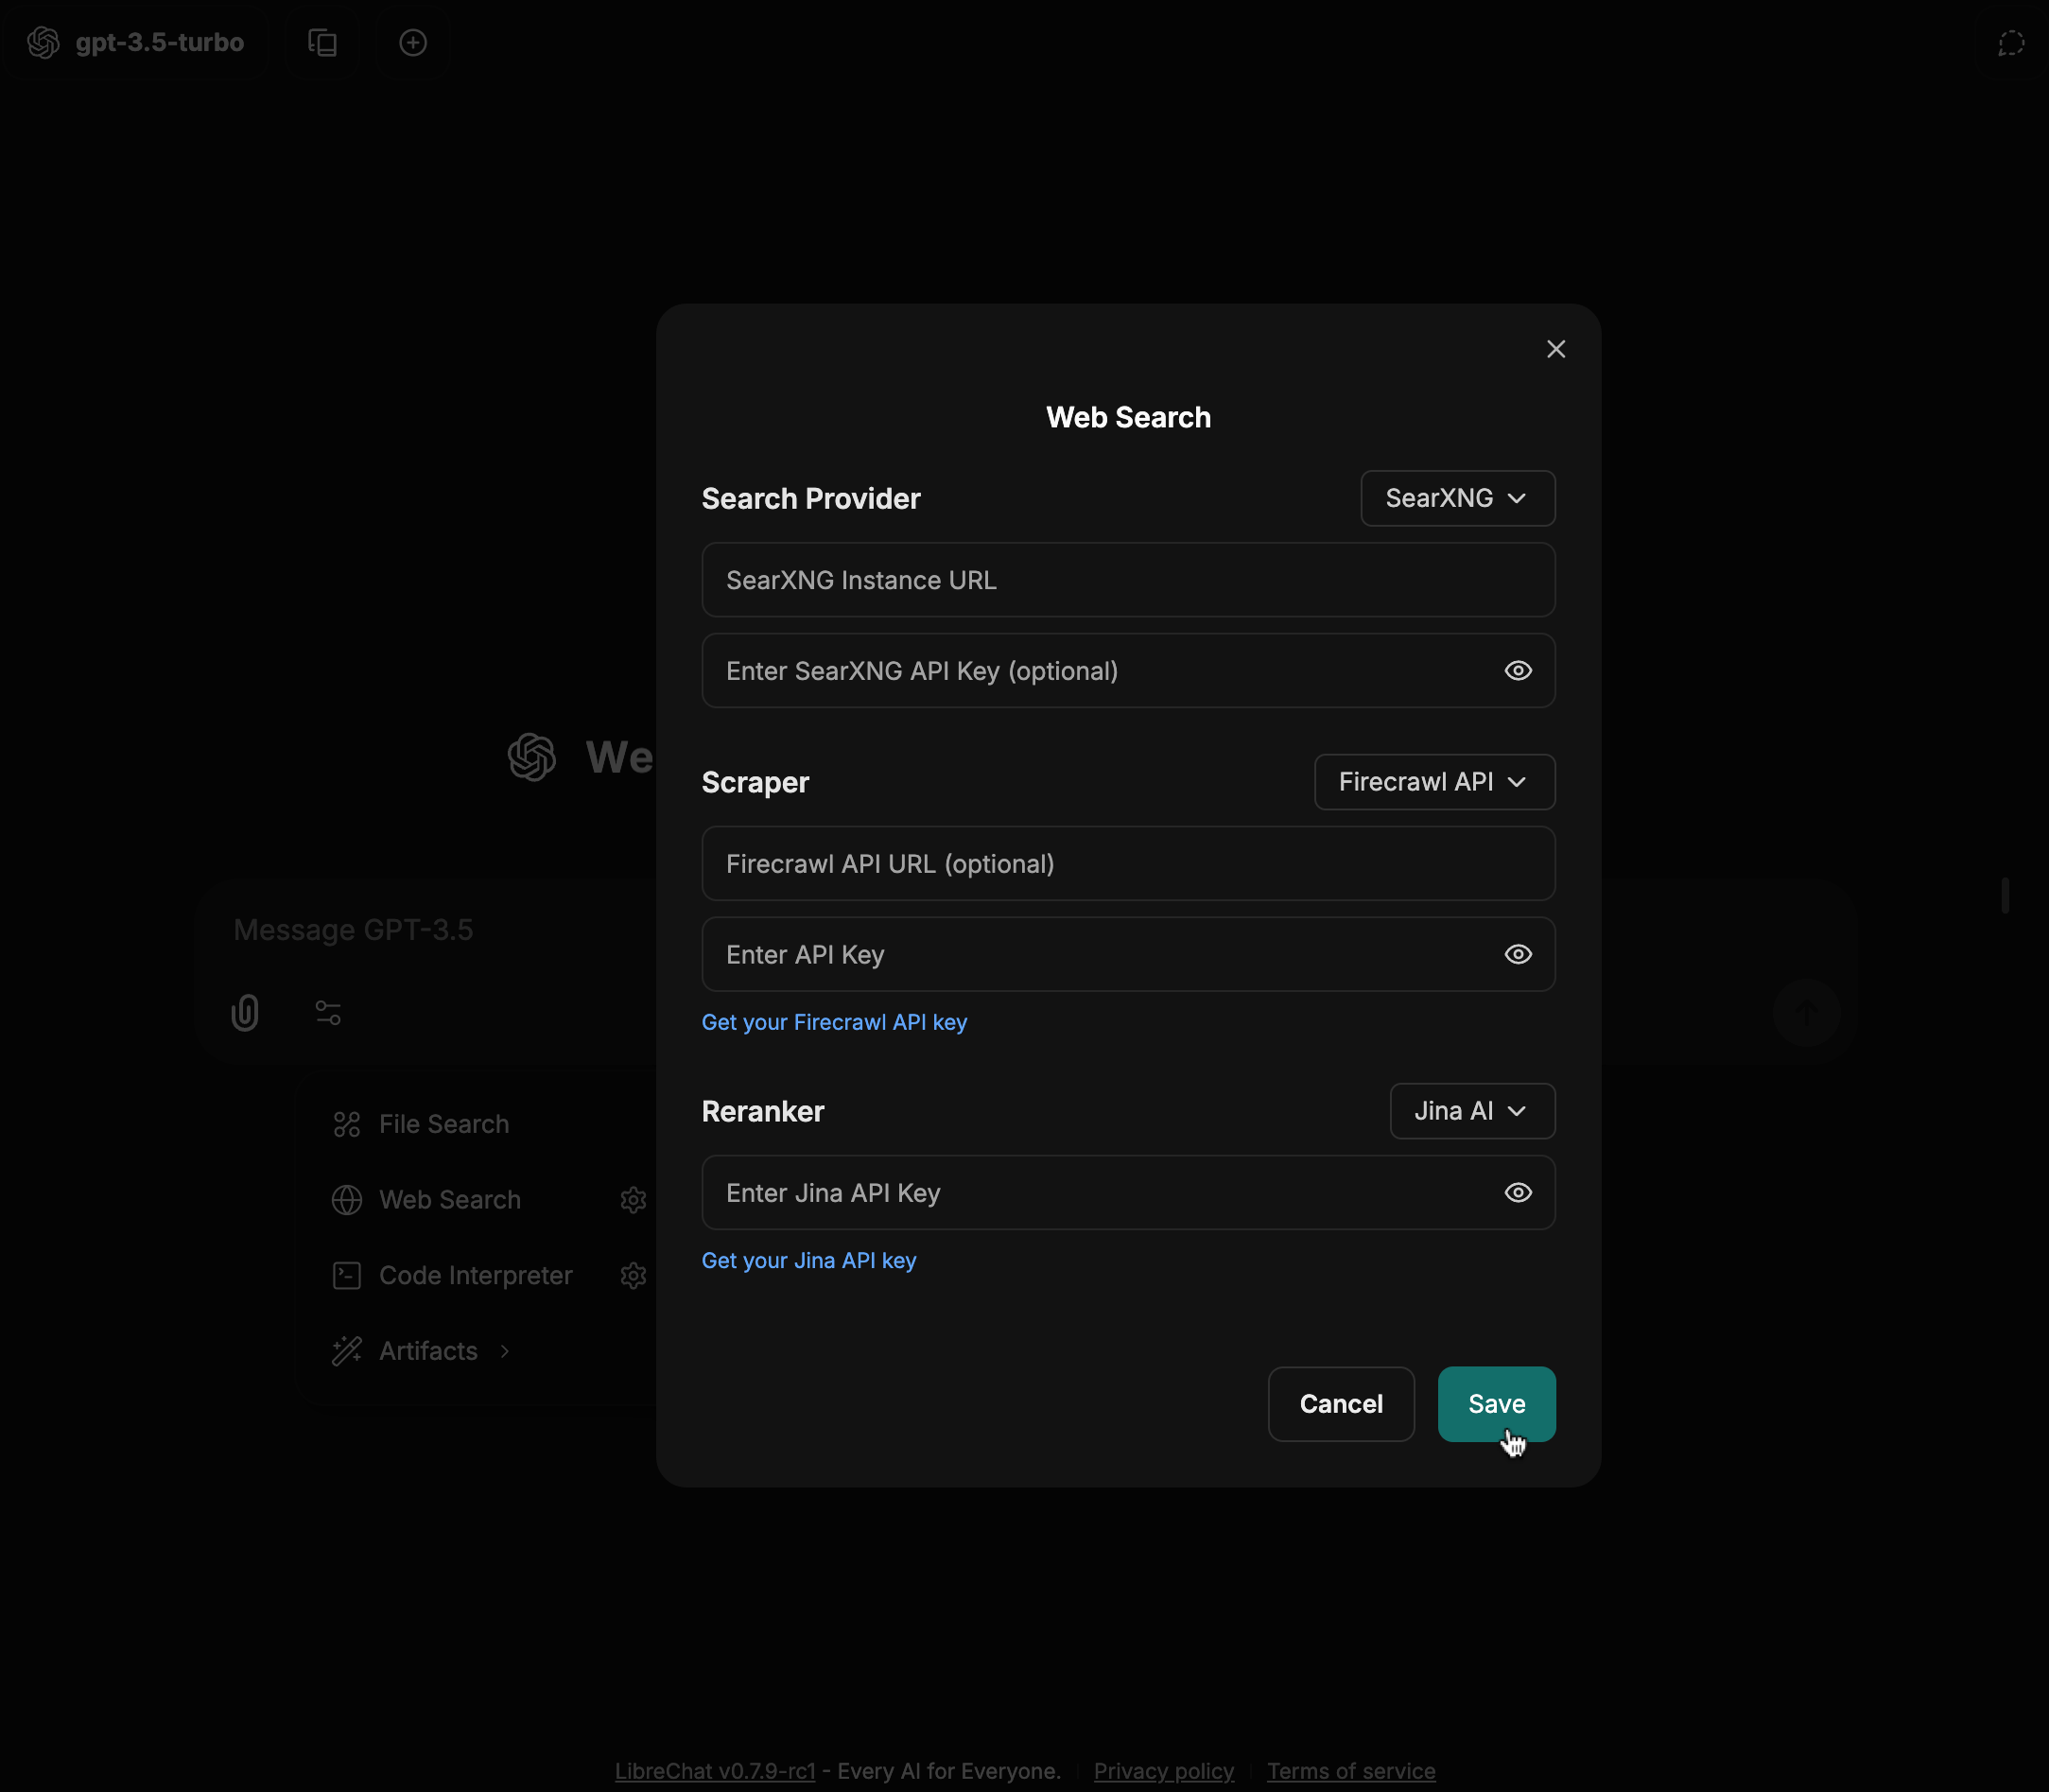 gpt-3.5-turbo
Web Search
Search Provider
SearXNG
SearXNG Instance URL
Enter SearXNG API Key (optional)
We
Scraper
Firecrawl API
Firecrawl API URL (optional)
Message GPT-3.5
Enter API Key
Get your Firecrawl API key
Reranker
Jina AI
File Search
Enter Jina API Key
Web Search
Get your Jina API key
Code Interpreter
Artifacts
Cancel
Save
LibreChat v0.7.9-rc1 - Every AI for Everyone. Privacy policy Terms of service